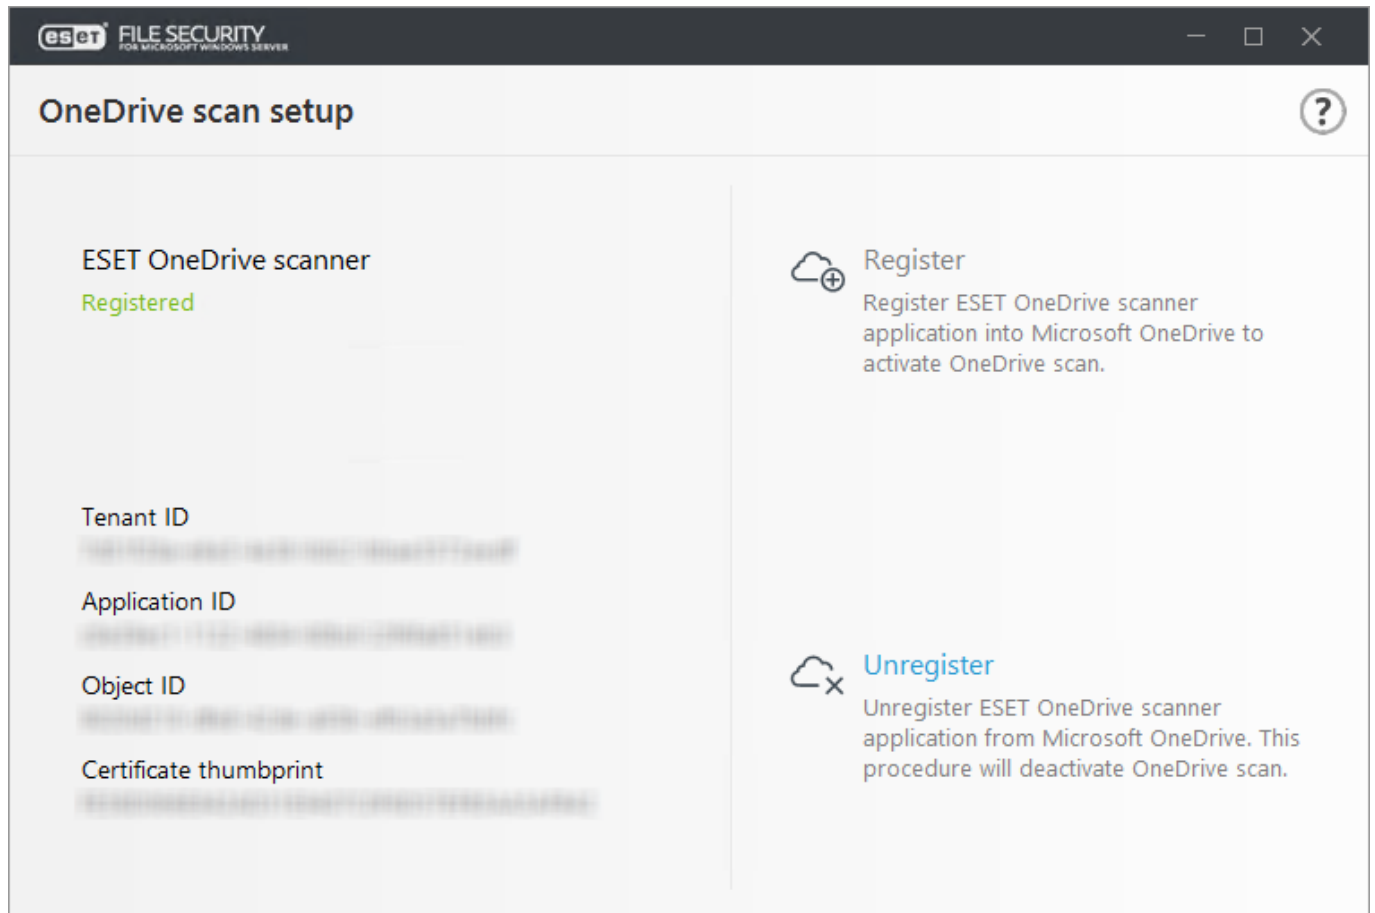 eset FILE SECURITY
FOR MICROSOFT WINDOWS SERVER
OneDrive scan setup
?
ESET OneDrive scanner
Registered
Tenant ID
Application ID
Object ID
Certificate thumbprint
Register
Register ESET OneDrive scanner
application into Microsoft OneDrive to
activate OneDrive scan.
Unregister
Unregister ESET OneDrive scanner
application from Microsoft OneDrive. This
procedure will deactivate OneDrive scan.